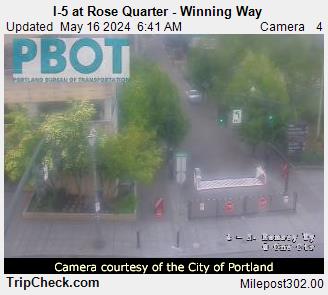 I-5 at Rose Quarter - Winning Way
Updated May 16 2024 6:41 AM Camera 4
PBOT
PORTLAND BUREAU OF TRANSPORTATION
Camera courtesy of the City of Portland
TripCheck.com Milepost302.00